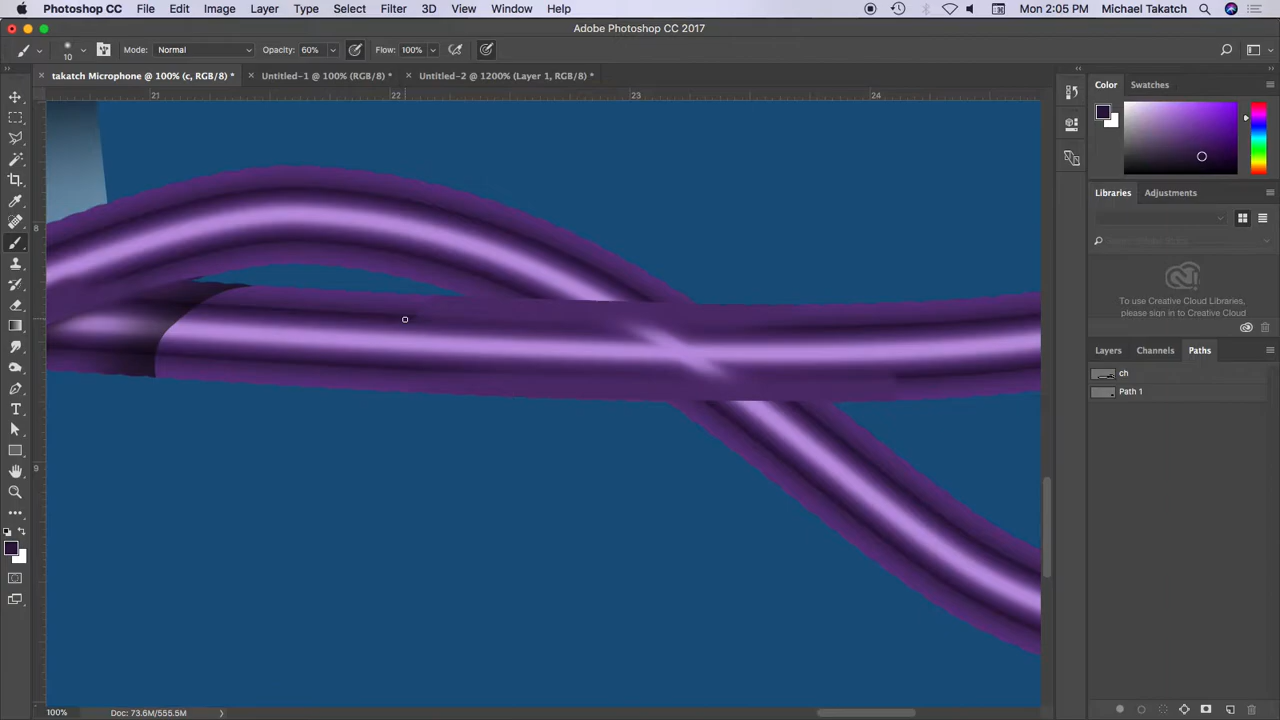 Photoshop CC File Edit Image Layer Type Select Filter 3D View Window Help Mon 2:05 PM Michael Takatch
Adobe Photoshop CC 2017
10 Mode: Normal Opacity: 60% Flow: 100%
× takatch Microphone @ 100% (c, RGB/8) * × Untitled-1 @ 100% (RGB/8) * × Untitled-2 @ 1200% (Layer 1, RGB/8) *
21 22 23 24
Color Swatches
Libraries Adjustments
8
9
To use Creative Cloud Libraries,
please sign in to Creative Cloud
Layers Channels Paths
ch
Path 1
100% Doc: 73.6M/555.5M